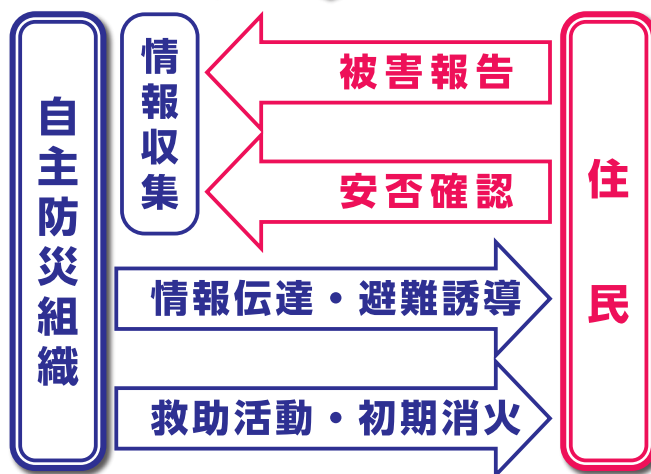 自主防災組織
情報収集
被害報告
安否確認
情報伝達・避難誘導
救助活動・初期消火
住民